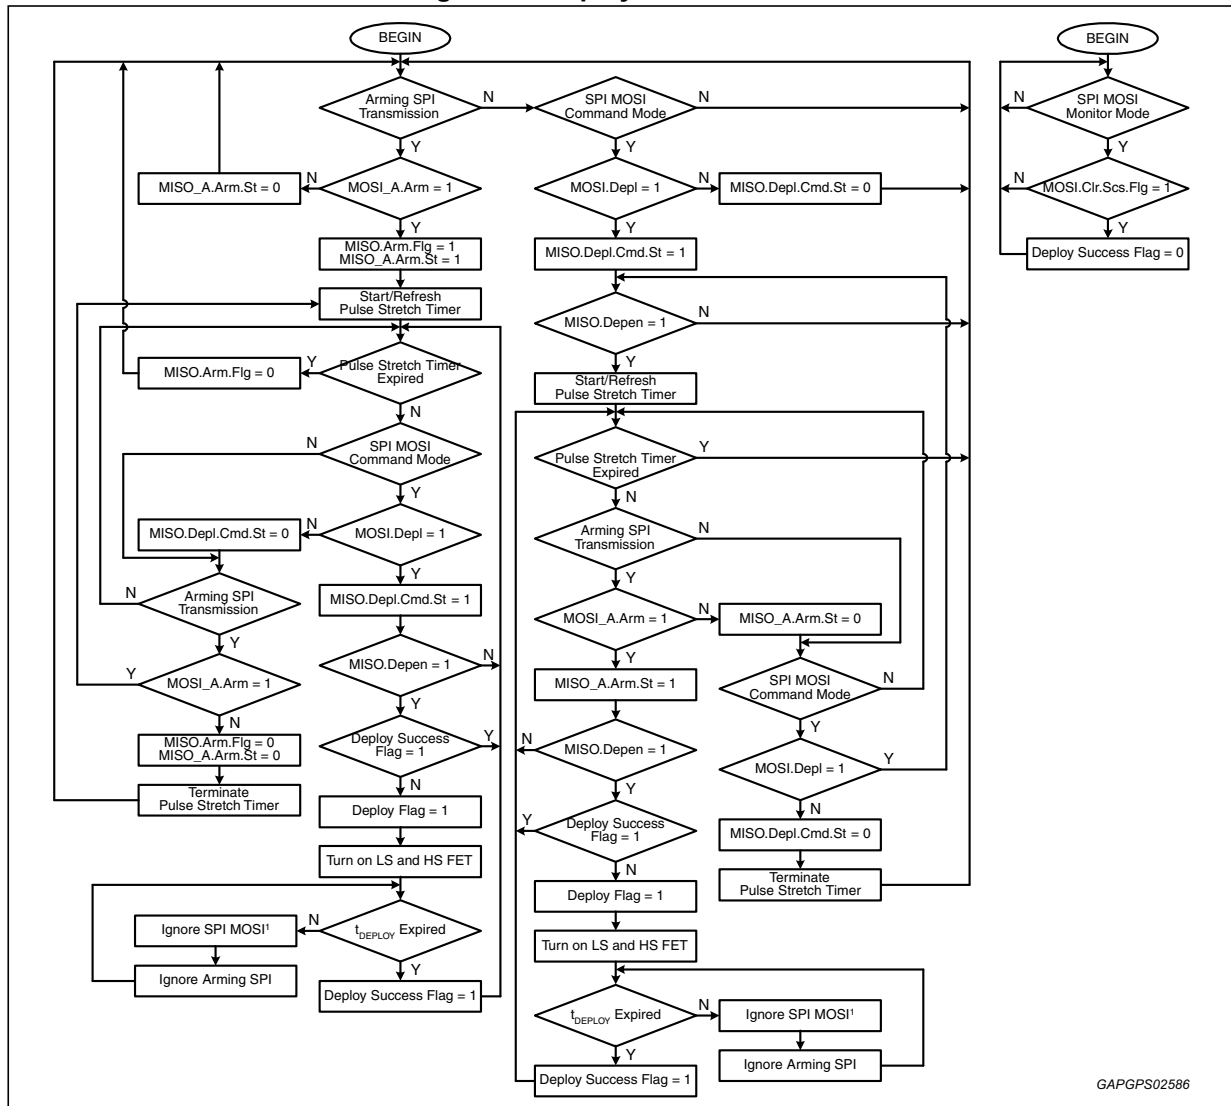 BEGIN
Arming SPI
Transmission
N
Y
MOSI_A.Arm = 1
N
MISO_A.Arm.St = 0
Y
MISO.Arm.Flg = 1
MISO_A.Arm.St = 1
Start/Refresh
Pulse Stretch Timer
Pulse Stretch Timer
Expired
Y
MISO.Arm.Flg = 0
N
SPI MOSI
Command Mode
N
Y
MOSI.Depl = 1
N
MISO.Depl.Cmd.St = 0
Arming SPI
Transmission
N
Y
MOSI_A.Arm = 1
Y
N
MISO.Arm.Flg = 0
MISO_A.Arm.St = 0
Terminate
Pulse Stretch Timer
Y
MISO.Depl.Cmd.St = 1
MISO.Depen = 1
N
Y
Deploy Success
Flag = 1
Y
N
Deploy Flag = 1
Turn on LS and HS FET
tDEPLOY Expired
N
Ignore SPI MOSI1
Ignore Arming SPI
Y
Deploy Success Flag = 1
SPI MOSI
Command Mode
N
Y
MOSI.Depl = 1
N
MISO.Depl.Cmd.St = 0
Y
MISO.Depl.Cmd.St = 1
MISO.Depen = 1
N
Y
Start/Refresh
Pulse Stretch Timer
Pulse Stretch Timer
Expired
Y
N
Arming SPI
Transmission
N
Y
MOSI_A.Arm = 1
N
MISO_A.Arm.St = 0
SPI MOSI
Command Mode
N
Y
MOSI.Depl = 1
Y
N
MISO.Depl.Cmd.St = 0
Terminate
Pulse Stretch Timer
Y
MISO_A.Arm.St = 1
MISO.Depen = 1
N
Y
Deploy Success
Flag = 1
Y
N
Deploy Flag = 1
Turn on LS and HS FET
tDEPLOY Expired
N
Ignore SPI MOSI1
Ignore Arming SPI
Y
Deploy Success Flag = 1
BEGIN
SPI MOSI
Monitor Mode
N
Y
MOSI.Clr.Scs.Flg = 1
N
Y
Deploy Success Flag = 0
GAPGPS02586